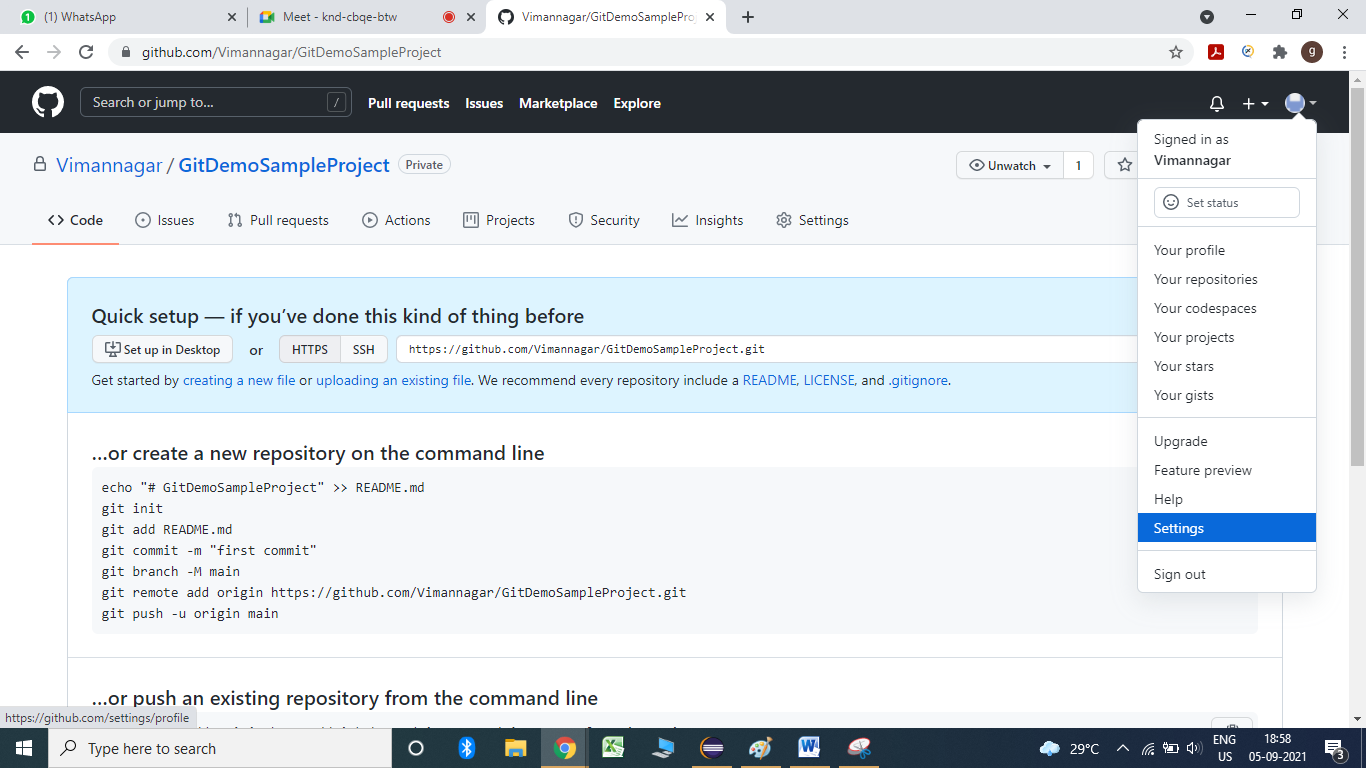 (1) WhatsApp
Meet - knd-cbqe-btw
Vimannagar/GitDemoSamplePro
github.com/Vimannagar/GitDemoSampleProject
g
Search or jump to... /
Pull requests Issues Marketplace Explore
Signed in as
Vimannagar
Set status
Your profile
Your repositories
Your codespaces
Your projects
Your stars
Your gists
Upgrade
Feature preview
Help
Settings
Sign out
Vimannagar / GitDemoSampleProject Private
Unwatch 1
Code Issues Pull requests Actions Projects Security Insights Settings
Quick setup — if you’ve done this kind of thing before
Set up in Desktop or HTTPS SSH https://github.com/Vimannagar/GitDemoSampleProject.git
Get started by creating a new file or uploading an existing file. We recommend every repository include a README, LICENSE, and .gitignore.
…or create a new repository on the command line
echo "# GitDemoSampleProject" >> README.md
git init
git add README.md
git commit -m "first commit"
git branch -M main
git remote add origin https://github.com/Vimannagar/GitDemoSampleProject.git
git push -u origin main
…or push an existing repository from the command line
https://github.com/settings/profile
Type here to search
29°C
ENG
US
18:58
05-09-2021
3